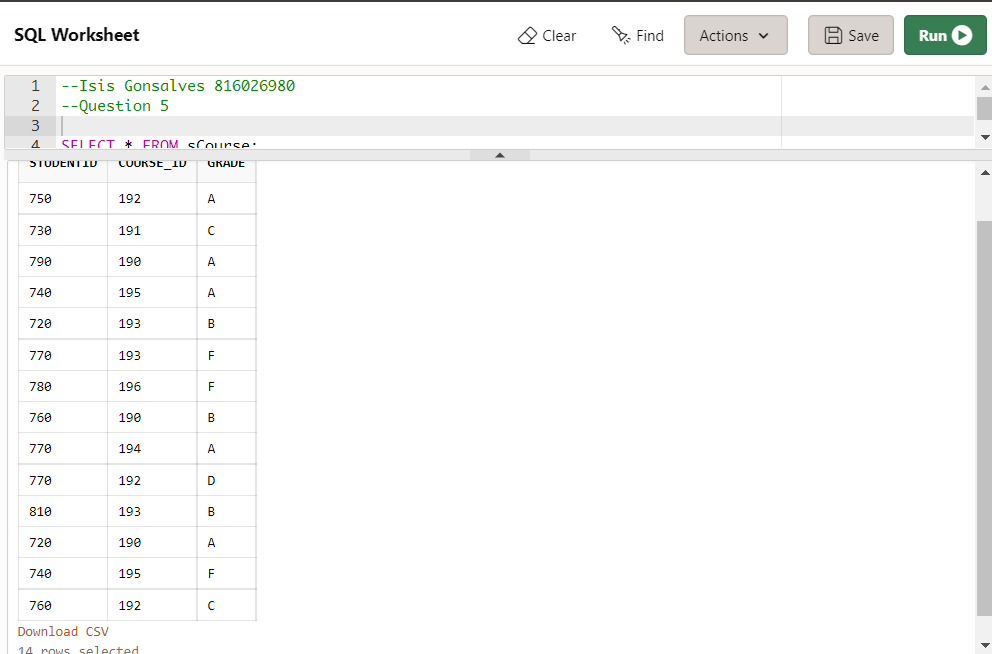 SQL Worksheet Clear Find Actions Save Run
1 --Isis Gonsalves 816026980
2 --Question 5
3
4 SELECT * FROM sCourse;
STUDENTID COURSE_ID GRADE
750 192 A
730 191 C
790 190 A
740 195 A
720 193 B
770 193 F
780 196 F
760 190 B
770 194 A
770 192 D
810 193 B
720 190 A
740 195 F
760 192 C
Download CSV
14 rows selected